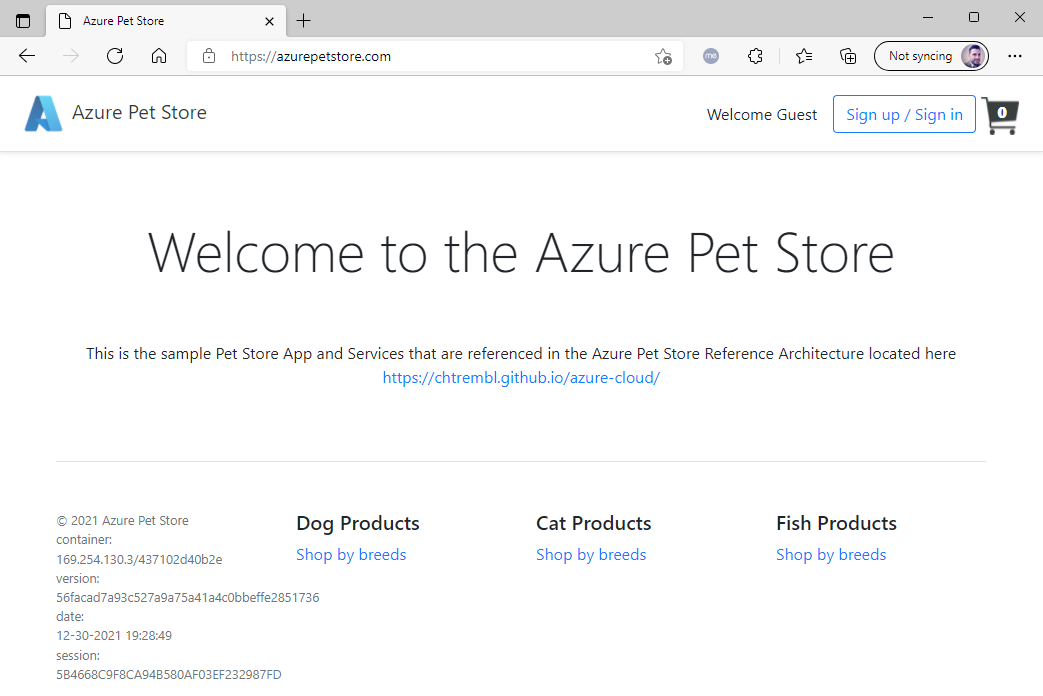 Azure Pet Store
https://azurepetstore.com
me
Not syncing
Azure Pet Store
Welcome Guest
Sign up / Sign in
0
Welcome to the Azure Pet Store
This is the sample Pet Store App and Services that are referenced in the Azure Pet Store Reference Architecture located here
https://chtrembl.github.io/azure-cloud/
© 2021 Azure Pet Store
container:
169.254.130.3/437102d40b2e
version:
56facad7a93c527a9a75a41a4c0bbeffe2851736
date:
12-30-2021 19:28:49
session:
5B4668C9F8CA94B580AF03EF232987FD
Dog Products
Shop by breeds
Cat Products
Shop by breeds
Fish Products
Shop by breeds